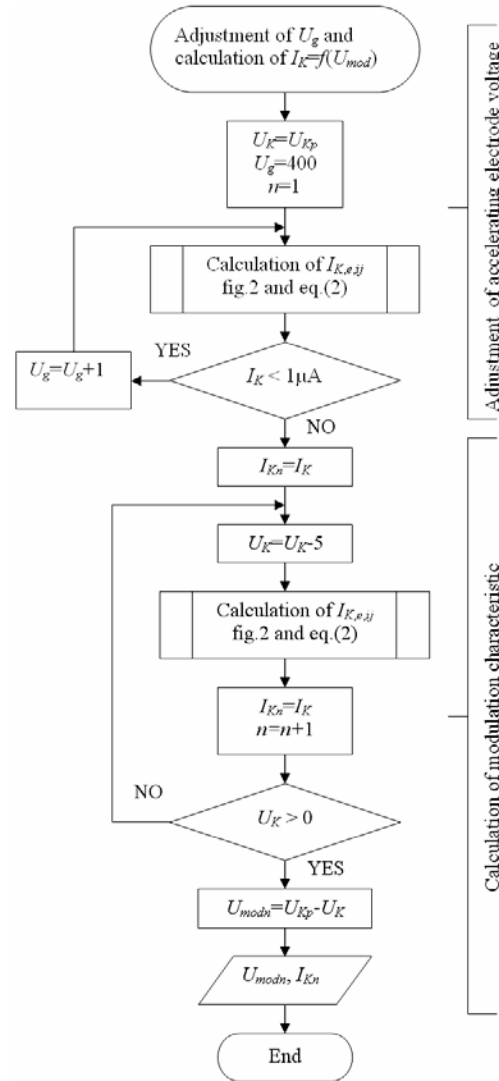 Adjustment of U_g and
calculation of I_K=f(U_mod)
U_K=U_Kp
U_g=400
n=1
Calculation of I_K,e,ij
fig.2 and eq.(2)
YES
U_g=U_g+1
I_K < 1µA
NO
I_Kn=I_K
U_K=U_K-5
Calculation of I_K,e,ij
fig.2 and eq.(2)
I_Kn=I_K
n=n+1
NO
U_K > 0
YES
U_modn=U_Kp-U_K
U_modn, I_Kn
End
Adjustment of accelerating electrode voltage
Calculation of modulation characteristic